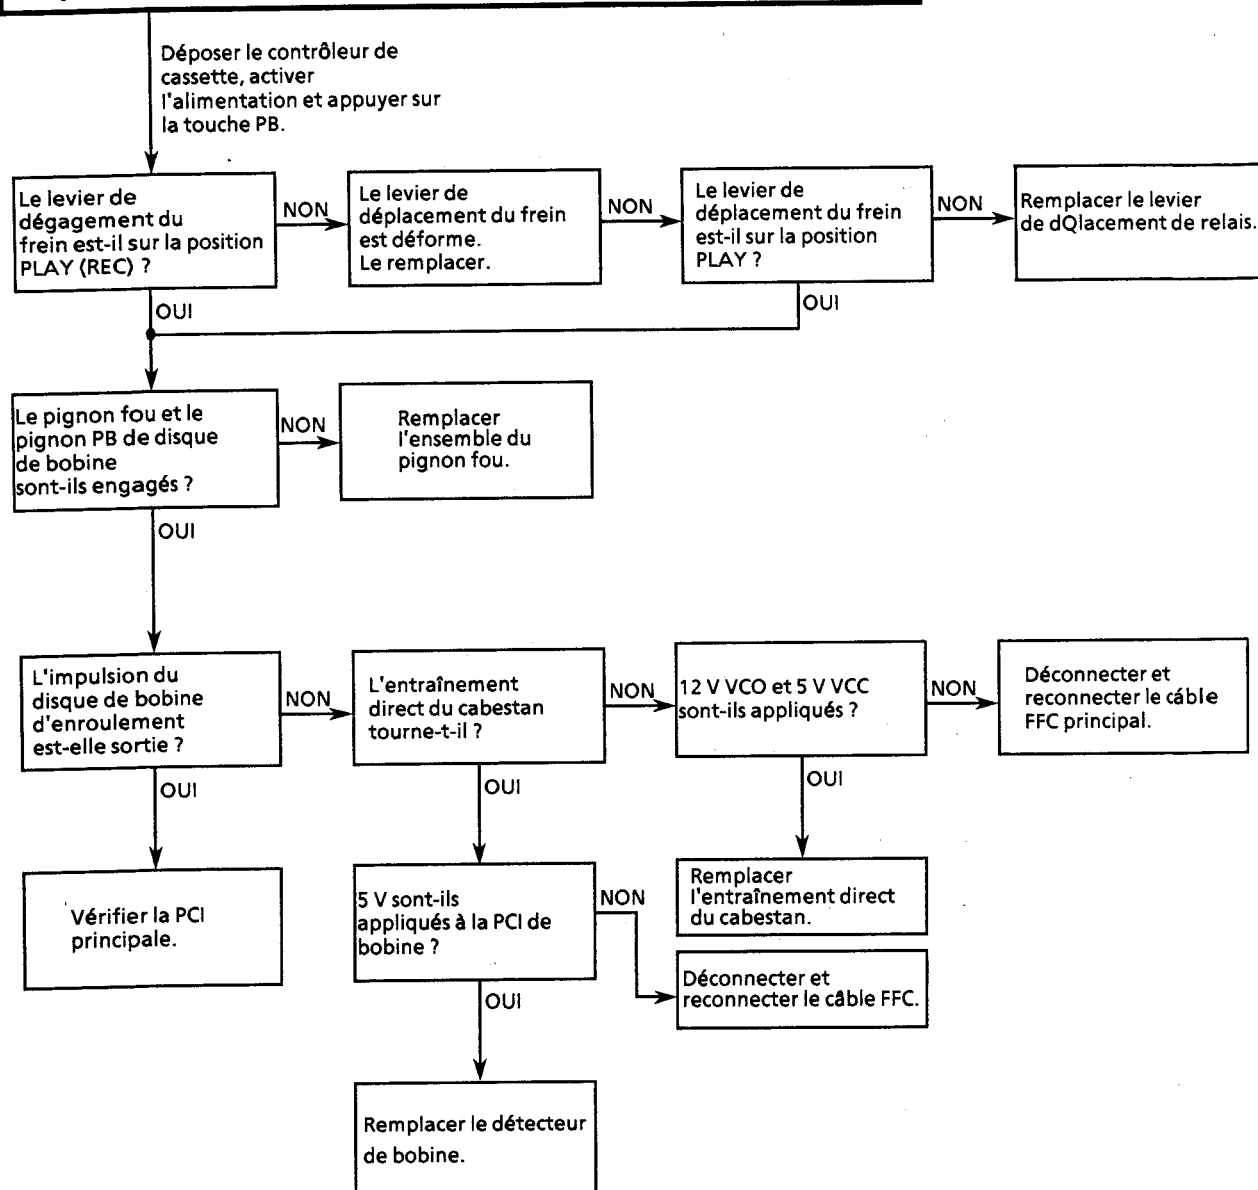 Déposer le contrôleur de
cassette, activer
l'alimentation et appuyer sur
la touche PB.
Le levier de
dégagement du
frein est-il sur la position
PLAY (REC) ?
NON
Le levier de
déplacement du frein
est déforme.
Le remplacer.
NON
Le levier de
déplacement du frein
est-il sur la position
PLAY ?
NON
Remplacer le levier
de dQlacement de relais.
OUI
OUI
Le pignon fou et le
pignon PB de disque
de bobine
sont-ils engagés ?
NON
Remplacer
l'ensemble du
pignon fou.
OUI
L'impulsion du
disque de bobine
d'enroulement
est-elle sortie ?
NON
L'entraînement
direct du cabestan
tourne-t-il ?
NON
12 V VCO et 5 V VCC
sont-ils appliqués ?
NON
Déconnecter et
reconnecter le câble
FFC principal.
OUI
OUI
OUI
Vérifier la PCI
principale.
5 V sont-ils
appliqués à la PCI de
bobine ?
NON
Remplacer
l'entraînement direct
du cabestan.
Déconnecter et
reconnecter le câble FFC.
OUI
Remplacer le détecteur
de bobine.